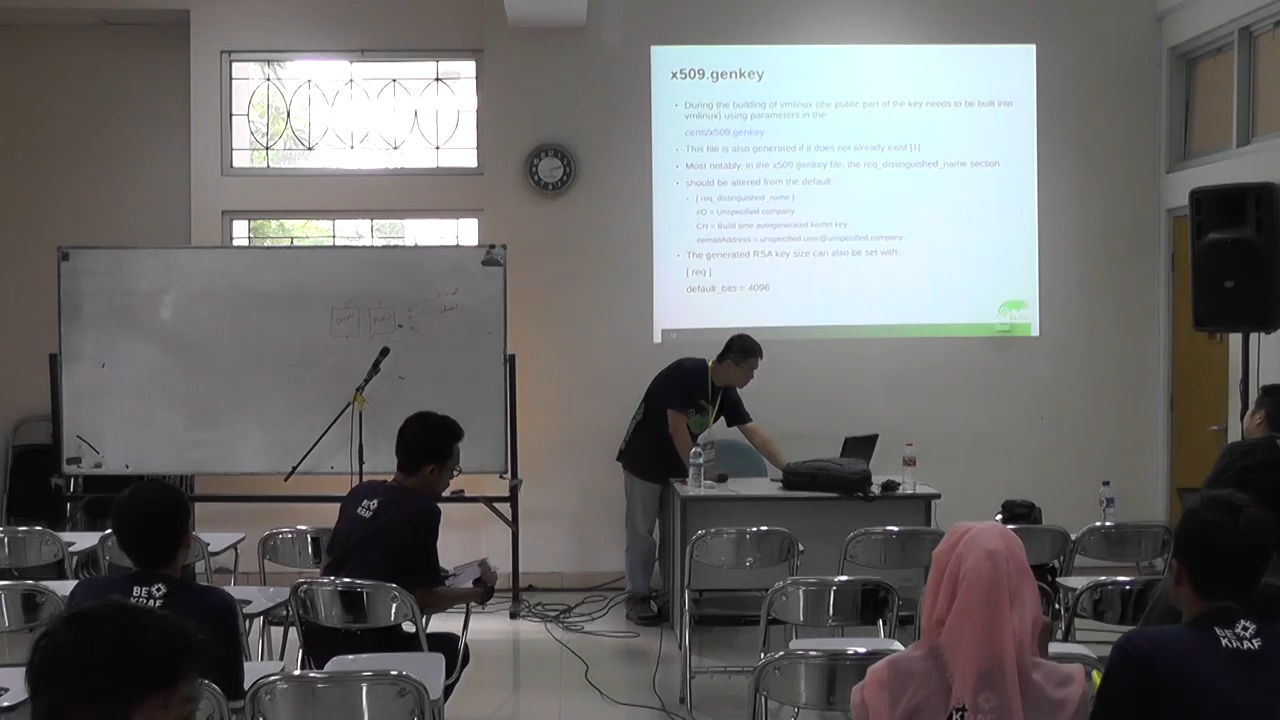 x509.genkey
During the building of vmlinux (the public part of the key needs to be built into
vmlinux) using parameters in the
certs/x509.genkey
This file is also generated if it does not already exist [1]
Most notably, in the x509.genkey file, the req_distinguished_name section
should be altered from the default:
[ req_distinguished_name ]
#O = Unspecified company
CN = Build time autogenerated kernel key
#emailAddress = unspecified.user@unspecified.company
The generated RSA key size can also be set with:
[ req ]
default_bits = 4096
BE
KRAF
BE
KRAF
BE
KRAF